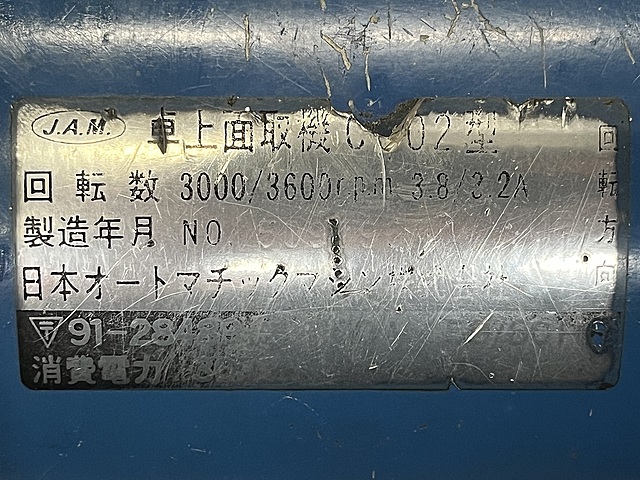 J.A.M. 卓上面取機 C 02型
回転数 3000/3600rpm 3.8/3.2A
製造年月 NO.
日本オートマチックマシン
91-28
消費電力
回転方向